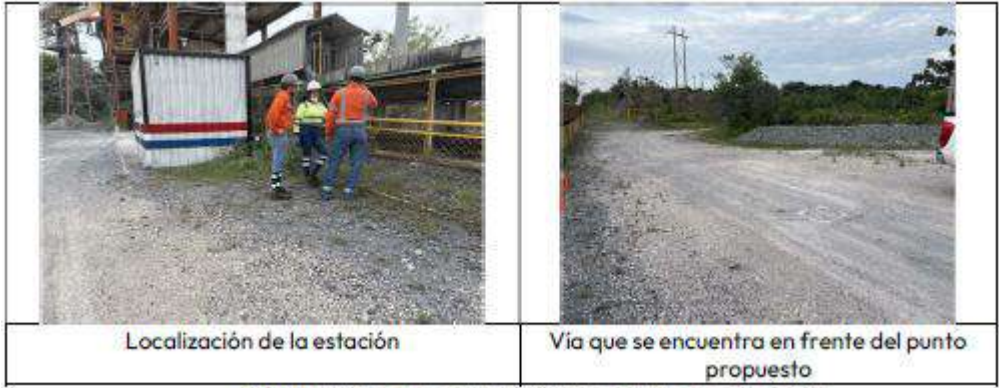 Localización de la estación
Vía que se encuentra en frente del punto
propuesto